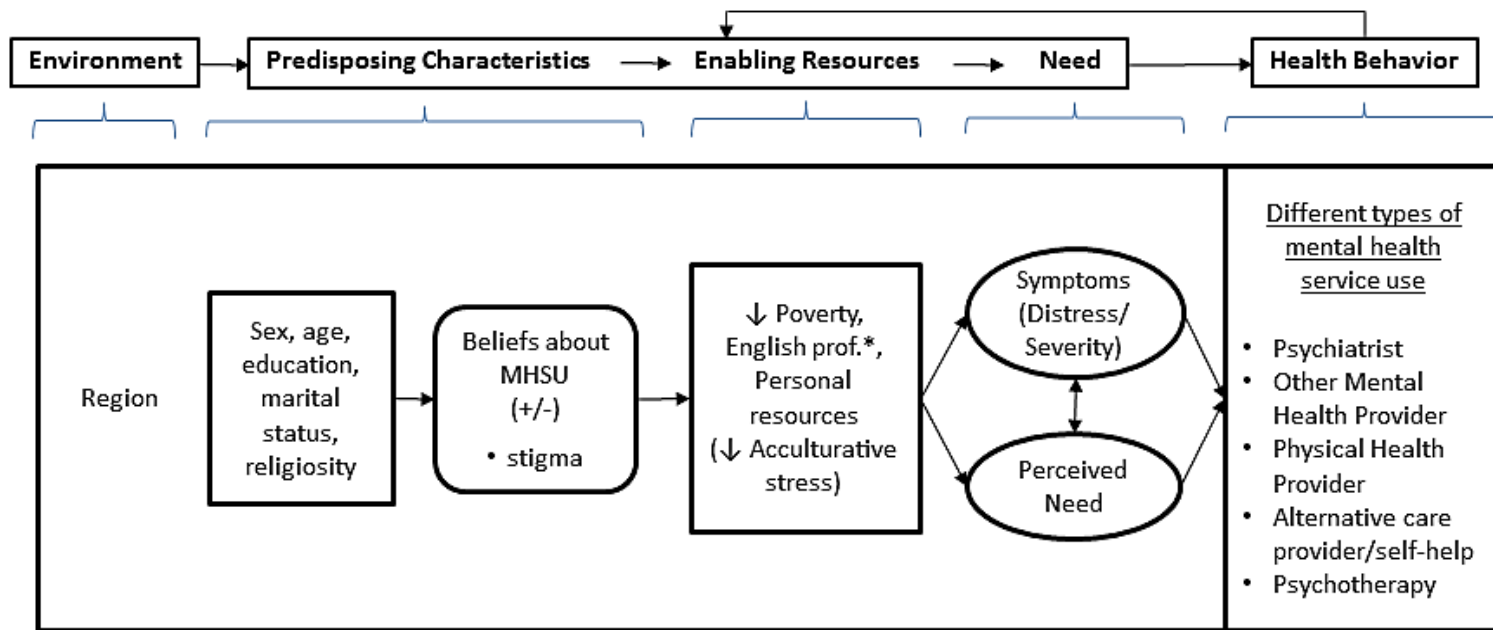 Environment
Predisposing Characteristics
Enabling Resources
Need
Health Behavior
Region
Sex, age,
education,
marital
status,
religiosity
Beliefs about
MHSU
(+/-)
• stigma
↓ Poverty,
English prof.*,
Personal
resources
(↓ Acculturative
stress)
Symptoms
(Distress/
Severity)
Perceived
Need
Different types of
mental health
service use
• Psychiatrist
• Other Mental
Health Provider
• Physical Health
Provider
• Alternative care
provider/self-help
• Psychotherapy